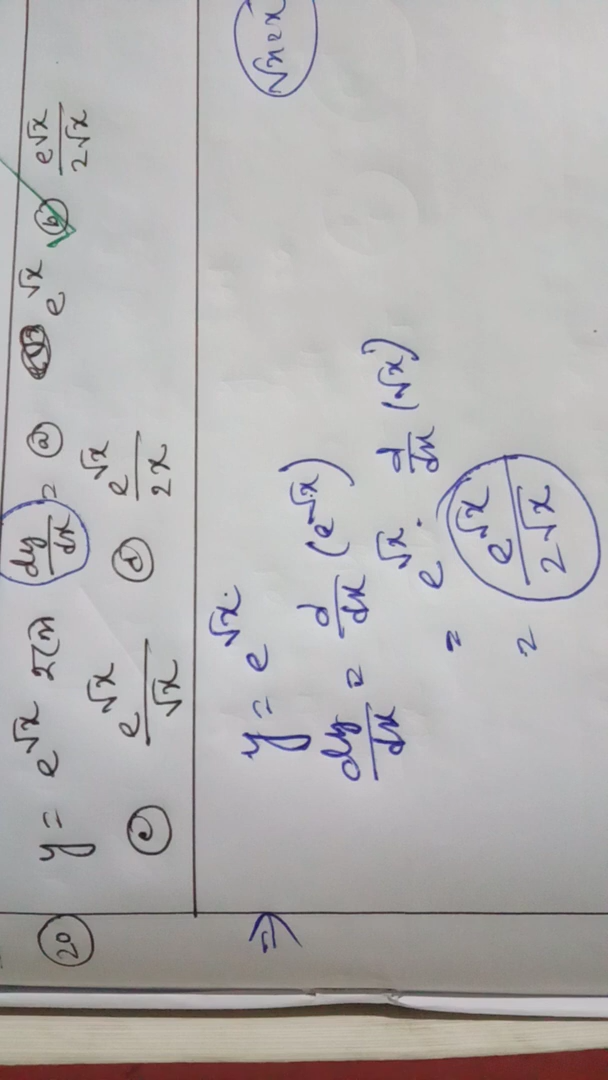 20 y = e^√x হলে dy/dx = ⓐ e^√x ⓑ e√x/2√x
ⓒ e^√x/√x ⓓ e^√x/2x
⇒ y = e^√x.
dy/dx = d/dx (e^√x)
= e^√x · d/dx (√x)
= e^√x/2√x